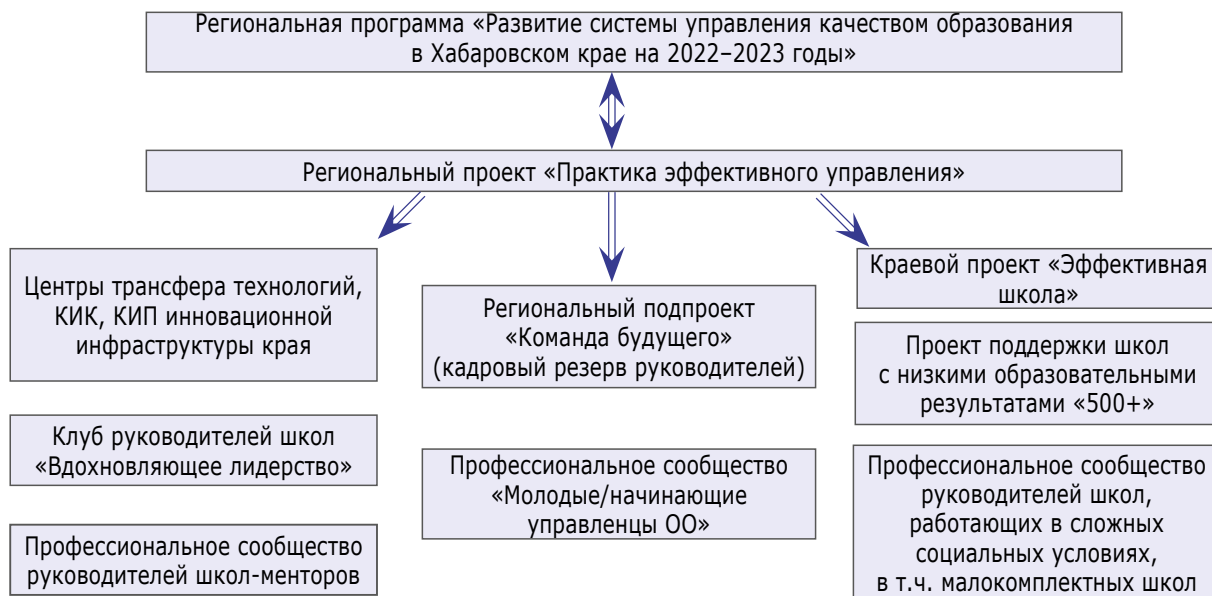 Региональная программа «Развитие системы управления качеством образования
в Хабаровском крае на 2022–2023 годы»
Региональный проект «Практика эффективного управления»
Центры трансфера технологий,
КИК, КИП инновационной
инфраструктуры края
Клуб руководителей школ
«Вдохновляющее лидерство»
Профессиональное сообщество
руководителей школ-менторов
Региональный подпроект
«Команда будущего»
(кадровый резерв руководителей)
Профессиональное сообщество
«Молодые/начинающие
управленцы ОО»
Краевой проект «Эффективная
школа»
Проект поддержки школ
с низкими образовательными
результатами «500+»
Профессиональное сообщество
руководителей школ,
работающих в сложных
социальных условиях,
в т.ч. малокомплектных школ